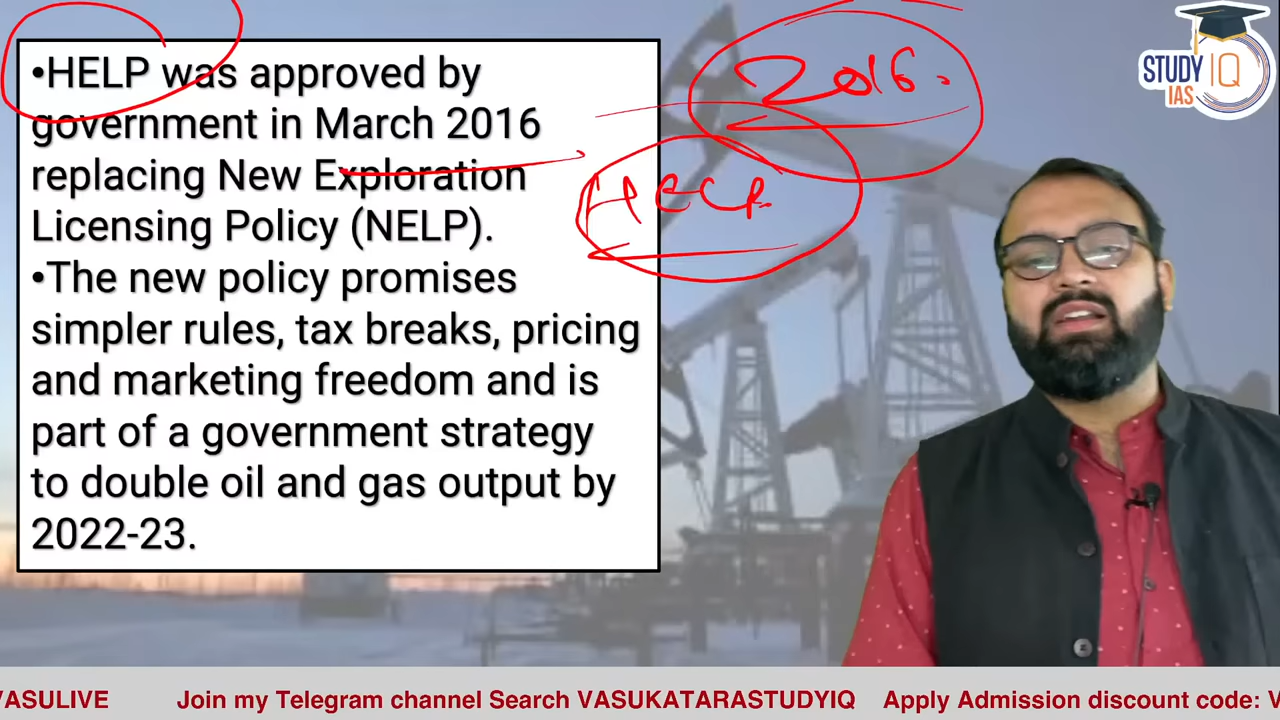 •HELP was approved by
government in March 2016
replacing New Exploration
Licensing Policy (NELP).
•The new policy promises
simpler rules, tax breaks, pricing
and marketing freedom and is
part of a government strategy
to double oil and gas output by
2022-23.
2016.
HELP.
STUDY IQ
IAS
VASULIVE Join my Telegram channel Search VASUKATARASTUDYIQ Apply Admission discount code: V